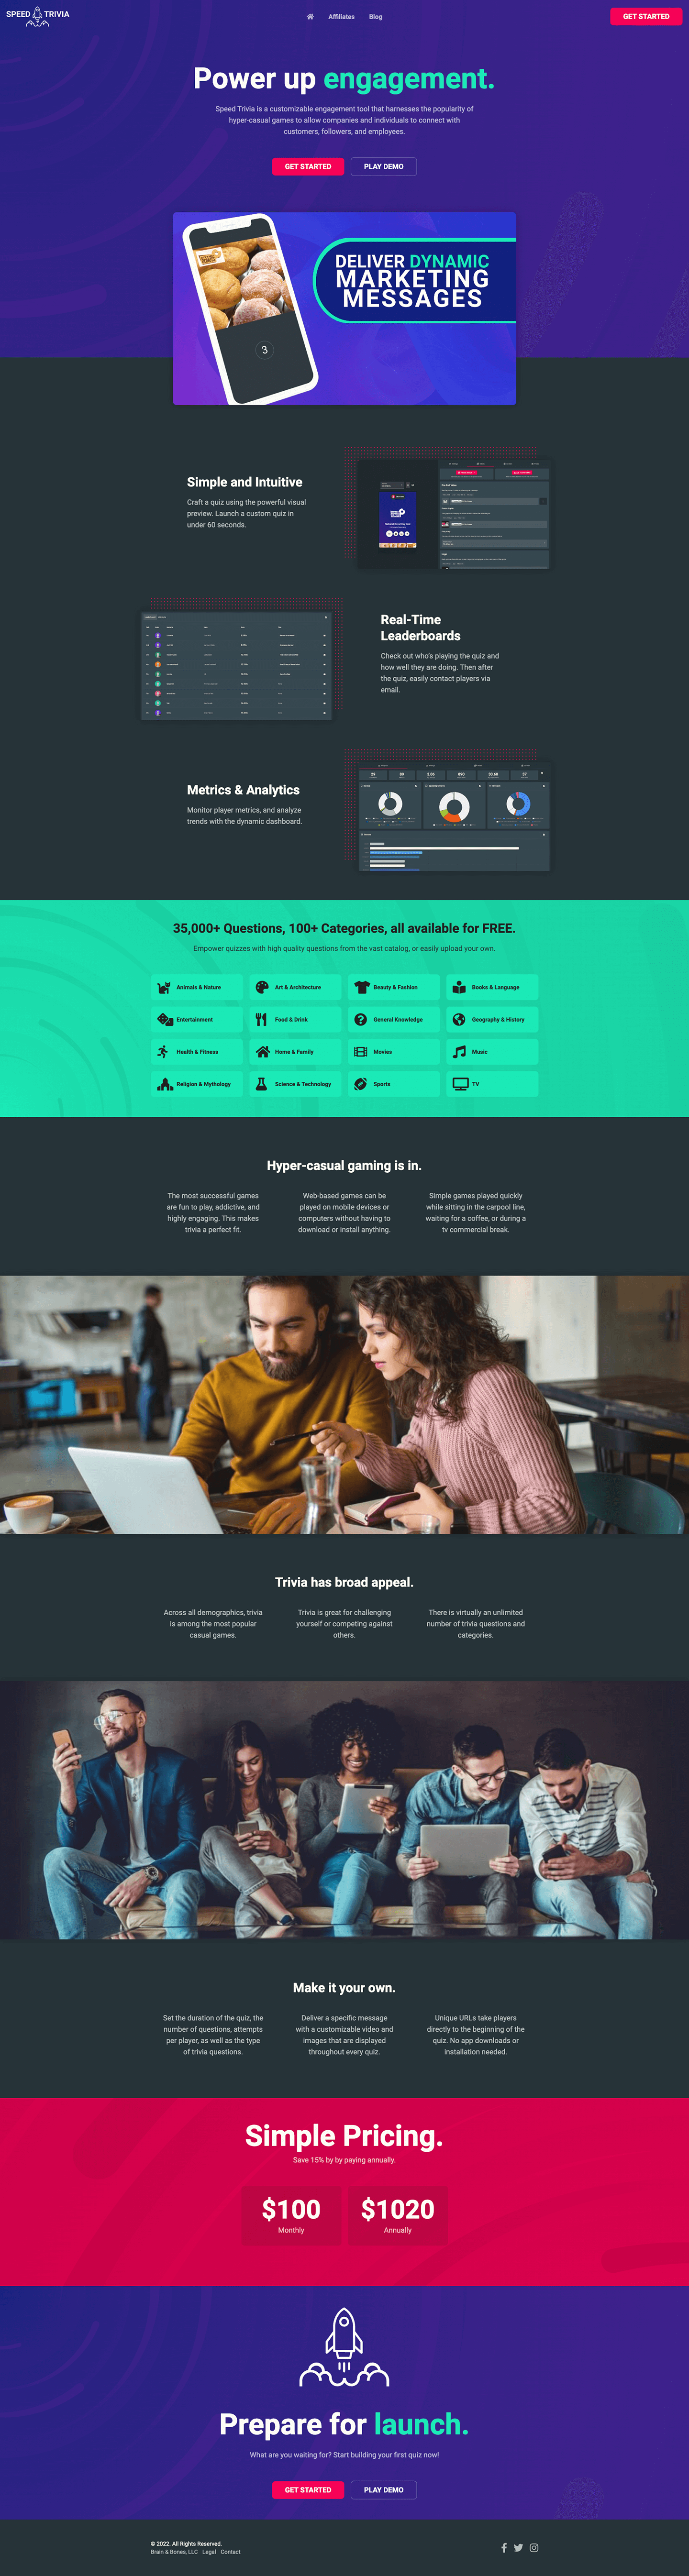 SPEED TRIVIA
Affiliates
Blog
GET STARTED
Power up engagement.
Speed Trivia is a customizable engagement tool that harnesses the popularity of
hyper-casual games to allow companies and individuals to connect with
customers, followers, and employees.
GET STARTED
PLAY DEMO
DELIVER DYNAMIC
MARKETING
MESSAGES
3
Simple and Intuitive
Craft a quiz using the powerful visual
preview. Launch a custom quiz in
under 60 seconds.
Real-Time
Leaderboards
Check out who's playing the quiz and
how well they are doing. Then after
the quiz, easily contact players via
email.
Metrics & Analytics
Monitor player metrics, and analyze
trends with the dynamic dashboard.
35,000+ Questions, 100+ Categories, all available for FREE.
Empower quizzes with high quality questions from the vast catalog, or easily upload your own.
Animals & Nature
Art & Architecture
Beauty & Fashion
Books & Language
Entertainment
Food & Drink
General Knowledge
Geography & History
Health & Fitness
Home & Family
Movies
Music
Religion & Mythology
Science & Technology
Sports
TV
Hyper-casual gaming is in.
The most successful games
are fun to play, addictive, and
highly engaging. This makes
trivia a perfect fit.
Web-based games can be
played on mobile devices or
computers without having to
download or install anything.
Simple games played quickly
while sitting in the carpool line,
waiting for a coffee, or during a
tv commercial break.
Trivia has broad appeal.
Across all demographics, trivia
is among the most popular
casual games.
Trivia is great for challenging
yourself or competing against
others.
There is virtually an unlimited
number of trivia questions and
categories.
Make it your own.
Set the duration of the quiz, the
number of questions, attempts
per player, as well as the type
of trivia questions.
Deliver a specific message
with a customizable video and
images that are displayed
throughout every quiz.
Unique URLs take players
directly to the beginning of the
quiz. No app downloads or
installation needed.
Simple Pricing.
Save 15% by by paying annually.
$100
Monthly
$1020
Annually
Prepare for launch.
What are you waiting for? Start building your first quiz now!
GET STARTED
PLAY DEMO
© 2022. All Rights Reserved.
Brain & Bones, LLC Legal Contact